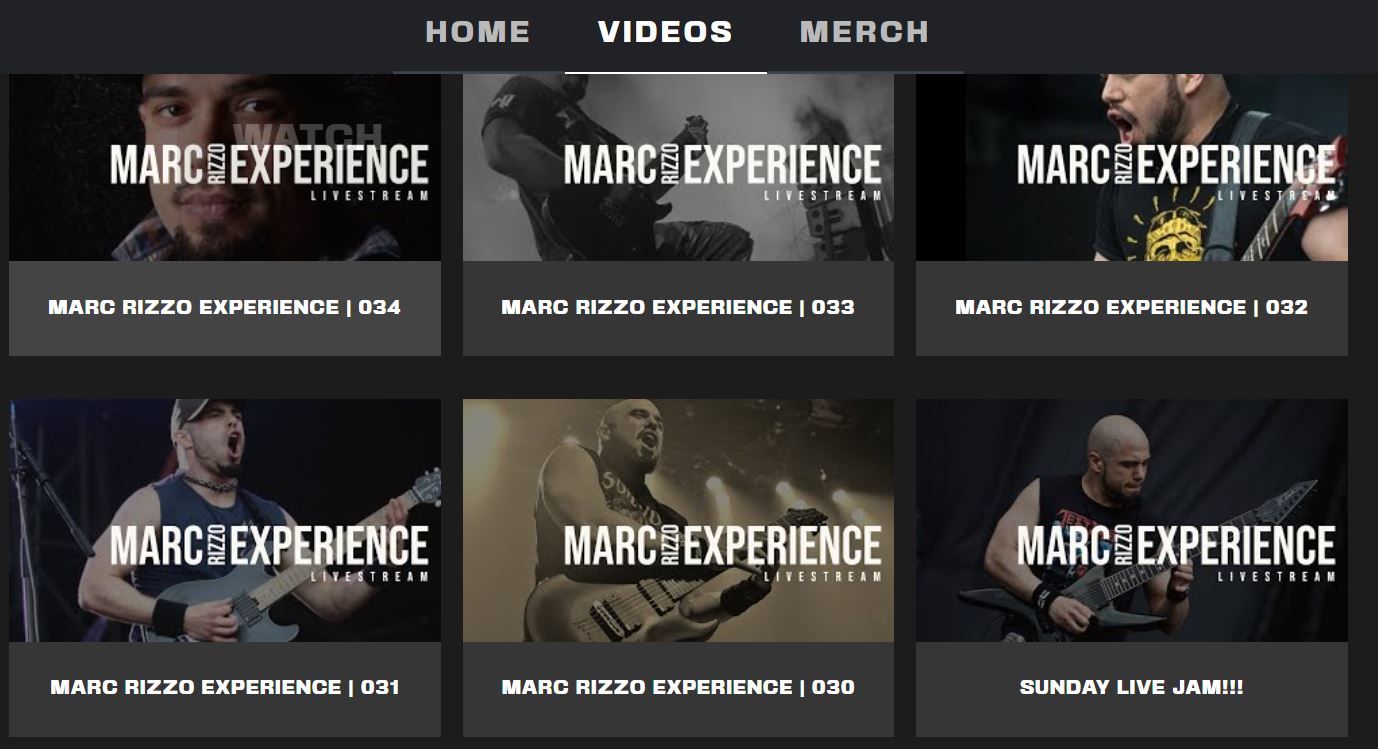 HOME VIDEOS MERCH
WATCH
MARC RIZZO EXPERIENCE
LIVESTREAM
MARC RIZZO EXPERIENCE
LIVESTREAM
MARC RIZZO EXPERIENCE
LIVESTREAM
MARC RIZZO EXPERIENCE | 034
MARC RIZZO EXPERIENCE | 033
MARC RIZZO EXPERIENCE | 032
MARC RIZZO EXPERIENCE
LIVESTREAM
MARC RIZZO EXPERIENCE
LIVESTREAM
MARC RIZZO EXPERIENCE
LIVESTREAM
MARC RIZZO EXPERIENCE | 031
MARC RIZZO EXPERIENCE | 030
SUNDAY LIVE JAM!!!